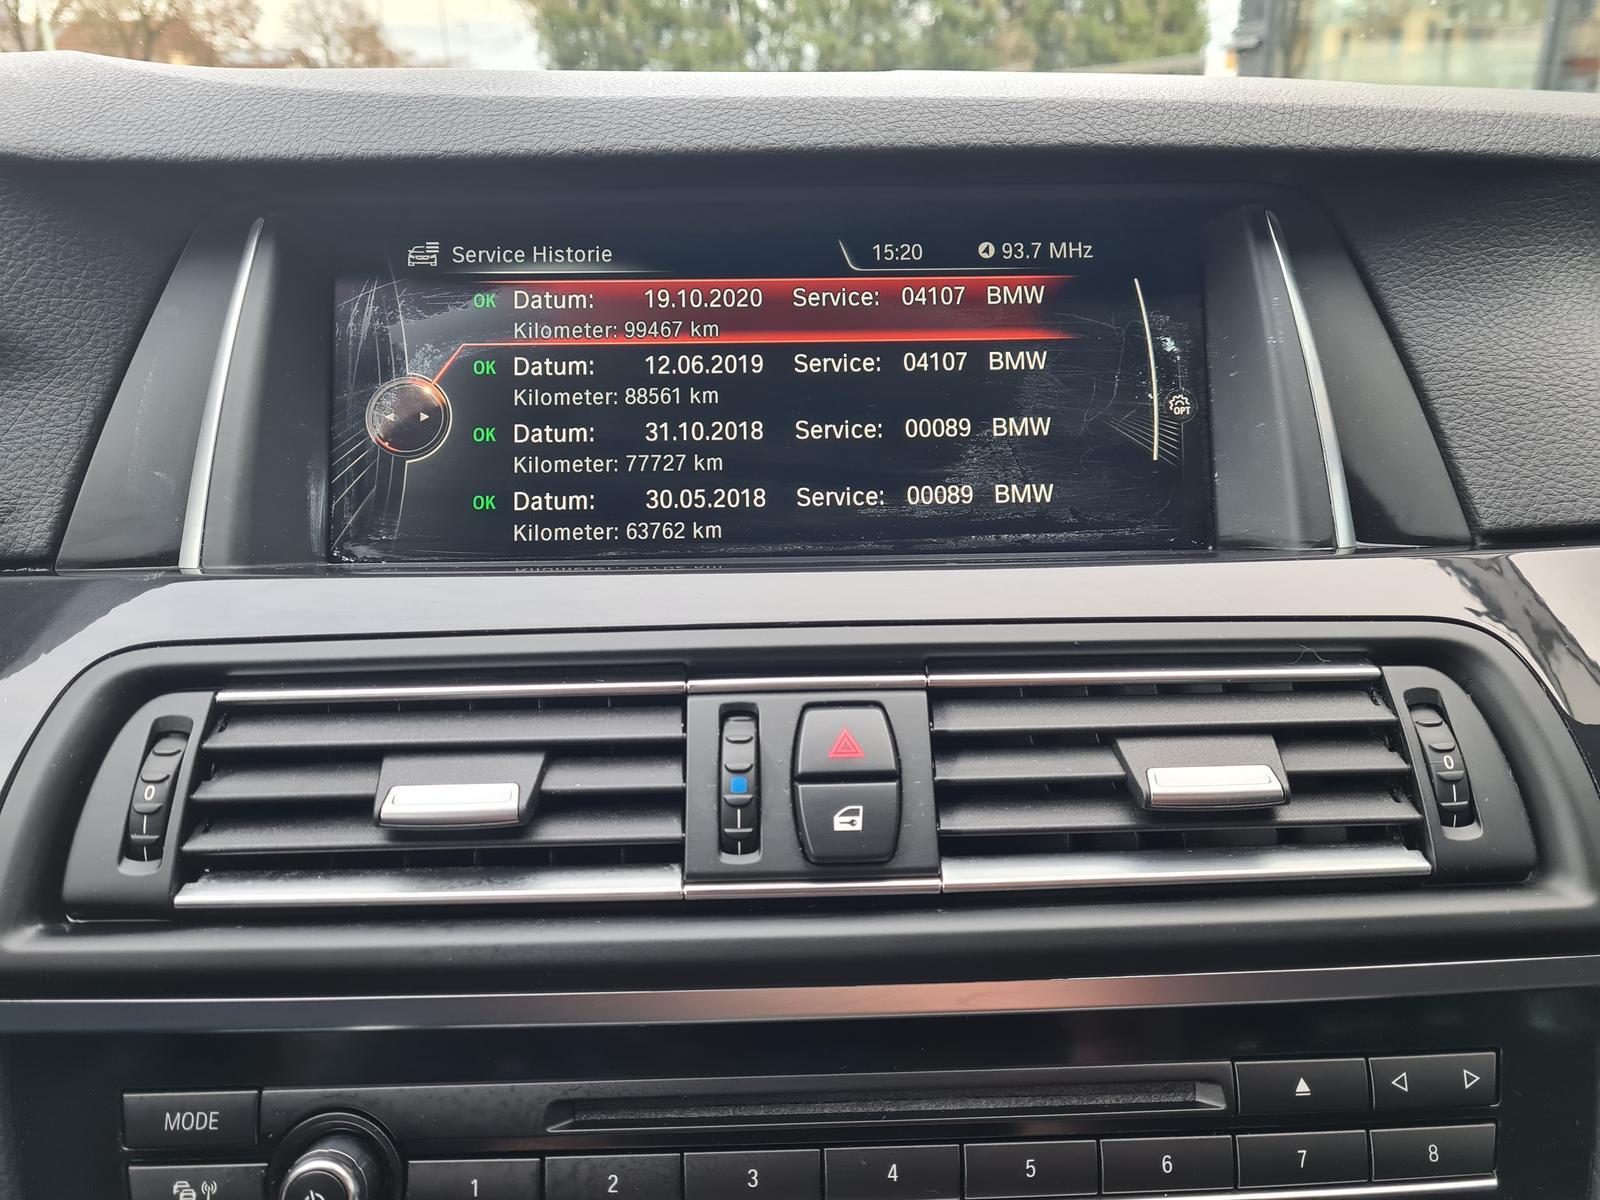 Service Historie 15:20 93.7 MHz
OK Datum: 19.10.2020 Service: 04107 BMW
Kilometer: 99467 km
OK Datum: 12.06.2019 Service: 04107 BMW
Kilometer: 88561 km
OK Datum: 31.10.2018 Service: 00089 BMW
Kilometer: 77727 km
OK Datum: 30.05.2018 Service: 00089 BMW
Kilometer: 63762 km
OPT
0
0
MODE
1 2 3 4 5 6 7 8